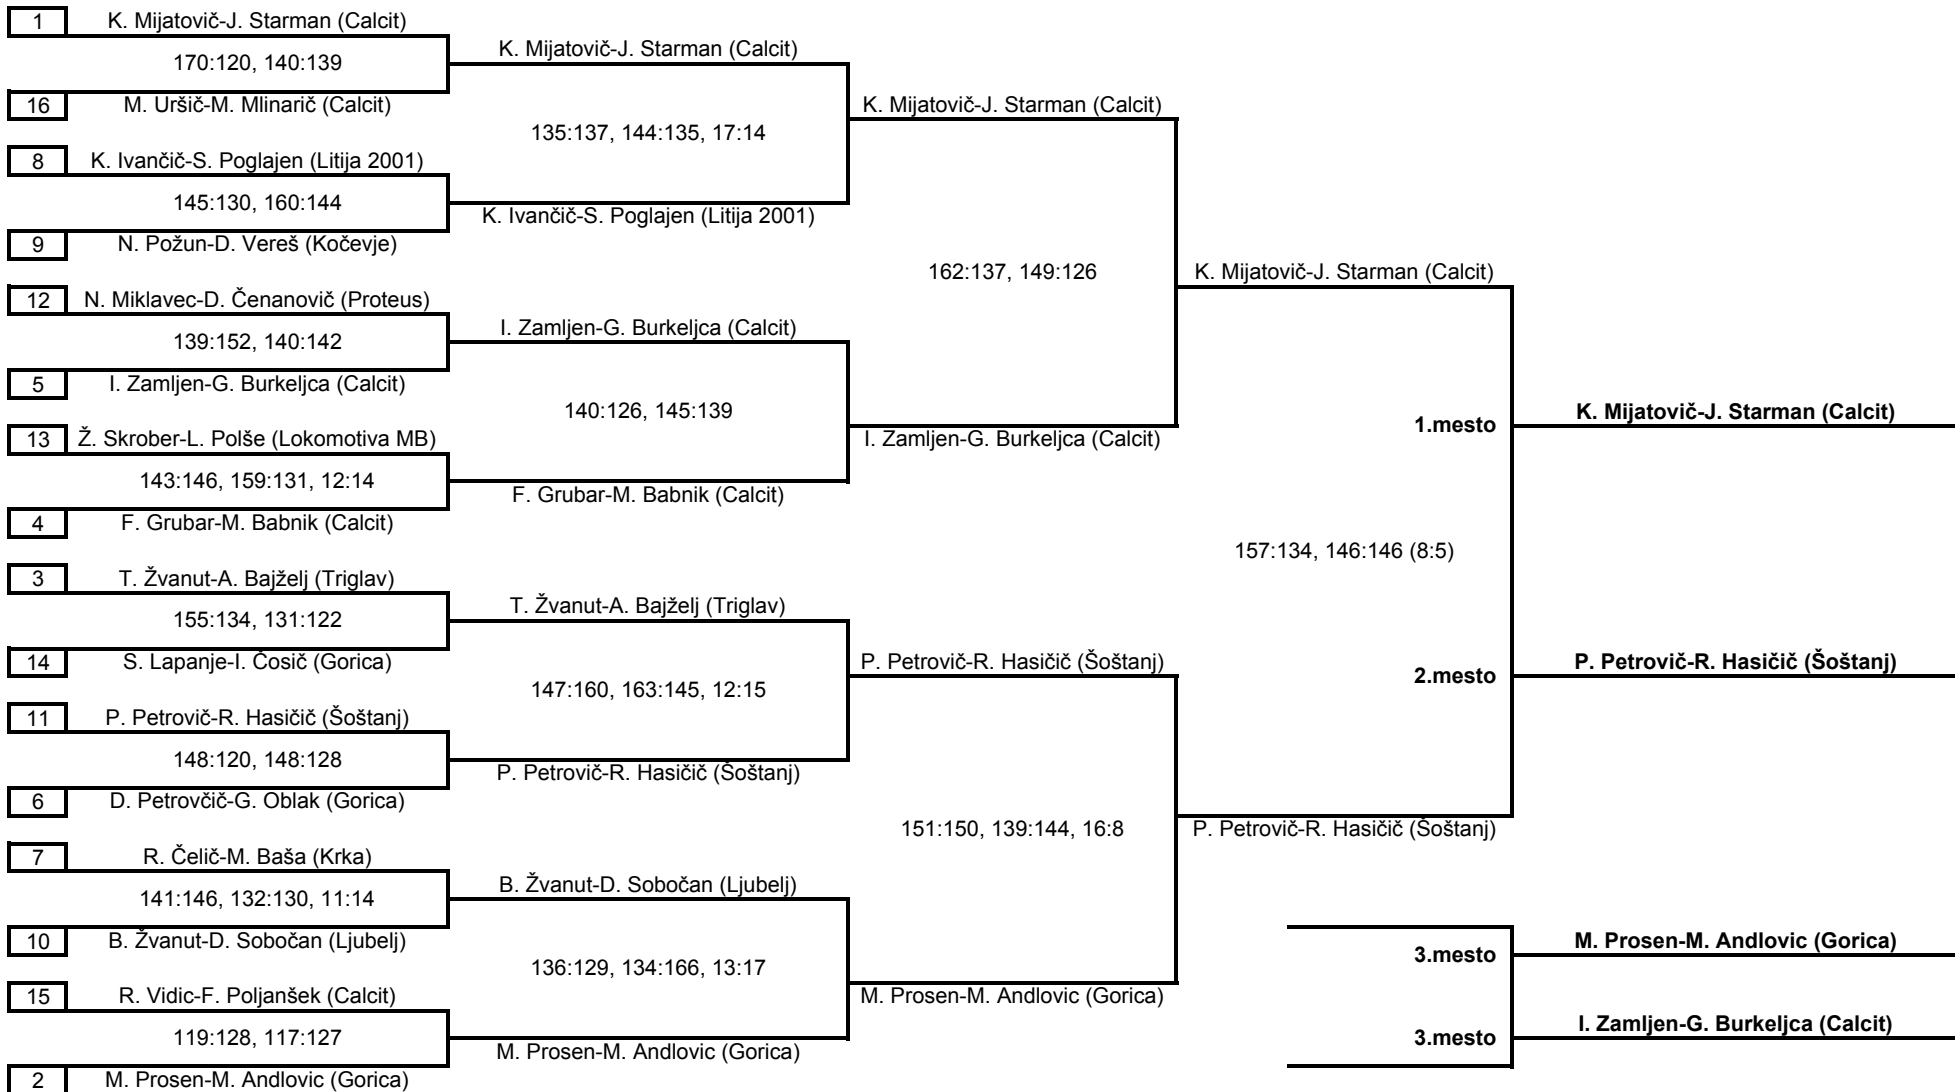 1 K. Mijatovič-J. Starman (Calcit)
170:120, 140:139
16 M. Uršič-M. Mlinarič (Calcit)
8 K. Ivančič-S. Poglajen (Litija 2001)
145:130, 160:144
9 N. Požun-D. Vereš (Kočevje)
12 N. Miklavec-D. Čenanovič (Proteus)
139:152, 140:142
5 I. Zamljen-G. Burkeljca (Calcit)
13 Ž. Skrober-L. Polše (Lokomotiva MB)
143:146, 159:131, 12:14
4 F. Grubar-M. Babnik (Calcit)
3 T. Žvanut-A. Bajželj (Triglav)
155:134, 131:122
14 S. Lapanje-I. Čosič (Gorica)
11 P. Petrovič-R. Hasičič (Šoštanj)
148:120, 148:128
6 D. Petrovčič-G. Oblak (Gorica)
7 R. Čelič-M. Baša (Krka)
141:146, 132:130, 11:14
10 B. Žvanut-D. Sobočan (Ljubelj)
15 R. Vidic-F. Poljanšek (Calcit)
119:128, 117:127
2 M. Prosen-M. Andlovic (Gorica)
K. Mijatovič-J. Starman (Calcit)
135:137, 144:135, 17:14
K. Ivančič-S. Poglajen (Litija 2001)
I. Zamljen-G. Burkeljca (Calcit)
140:126, 145:139
F. Grubar-M. Babnik (Calcit)
T. Žvanut-A. Bajželj (Triglav)
147:160, 163:145, 12:15
P. Petrovič-R. Hasičič (Šoštanj)
B. Žvanut-D. Sobočan (Ljubelj)
136:129, 134:166, 13:17
M. Prosen-M. Andlovic (Gorica)
K. Mijatovič-J. Starman (Calcit)
162:137, 149:126
I. Zamljen-G. Burkeljca (Calcit)
P. Petrovič-R. Hasičič (Šoštanj)
151:150, 139:144, 16:8
M. Prosen-M. Andlovic (Gorica)
K. Mijatovič-J. Starman (Calcit)
157:134, 146:146 (8:5)
P. Petrovič-R. Hasičič (Šoštanj)
1.mesto K. Mijatovič-J. Starman (Calcit)
2.mesto P. Petrovič-R. Hasičič (Šoštanj)
3.mesto M. Prosen-M. Andlovic (Gorica)
3.mesto I. Zamljen-G. Burkeljca (Calcit)